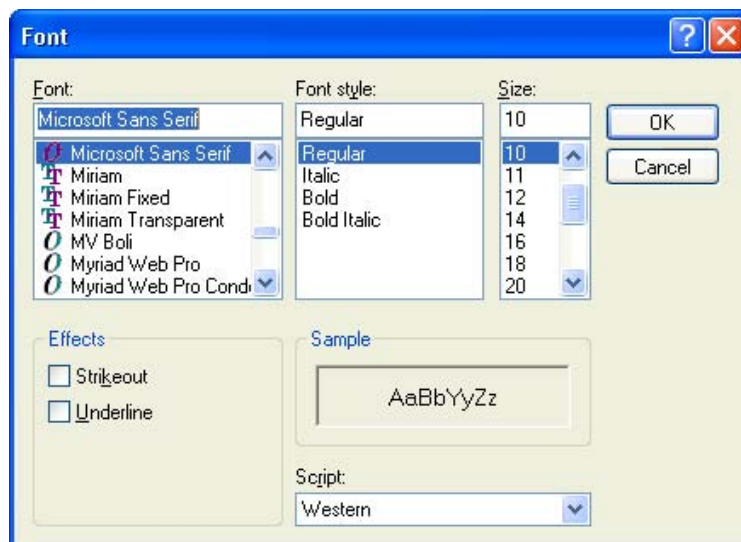 Font
Font: Font style: Size:
Microsoft Sans Serif Regular 10 OK
Microsoft Sans Serif Regular 10 Cancel
Miriam Italic 11
Miriam Fixed Bold 12
Miriam Transparent Bold Italic 14
MV Boli 16
Myriad Web Pro 18
Myriad Web Pro Cond 20
Effects Sample
Strikeout AaBbYyZz
Underline
Script:
Western